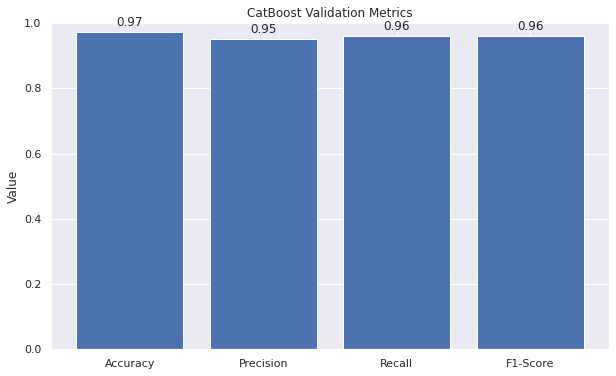 CatBoost Validation Metrics
1.0
0.97
0.95
0.96
0.96
0.8
0.6
0.4
0.2
0.0
Value
Accuracy
Precision
Recall
F1-Score